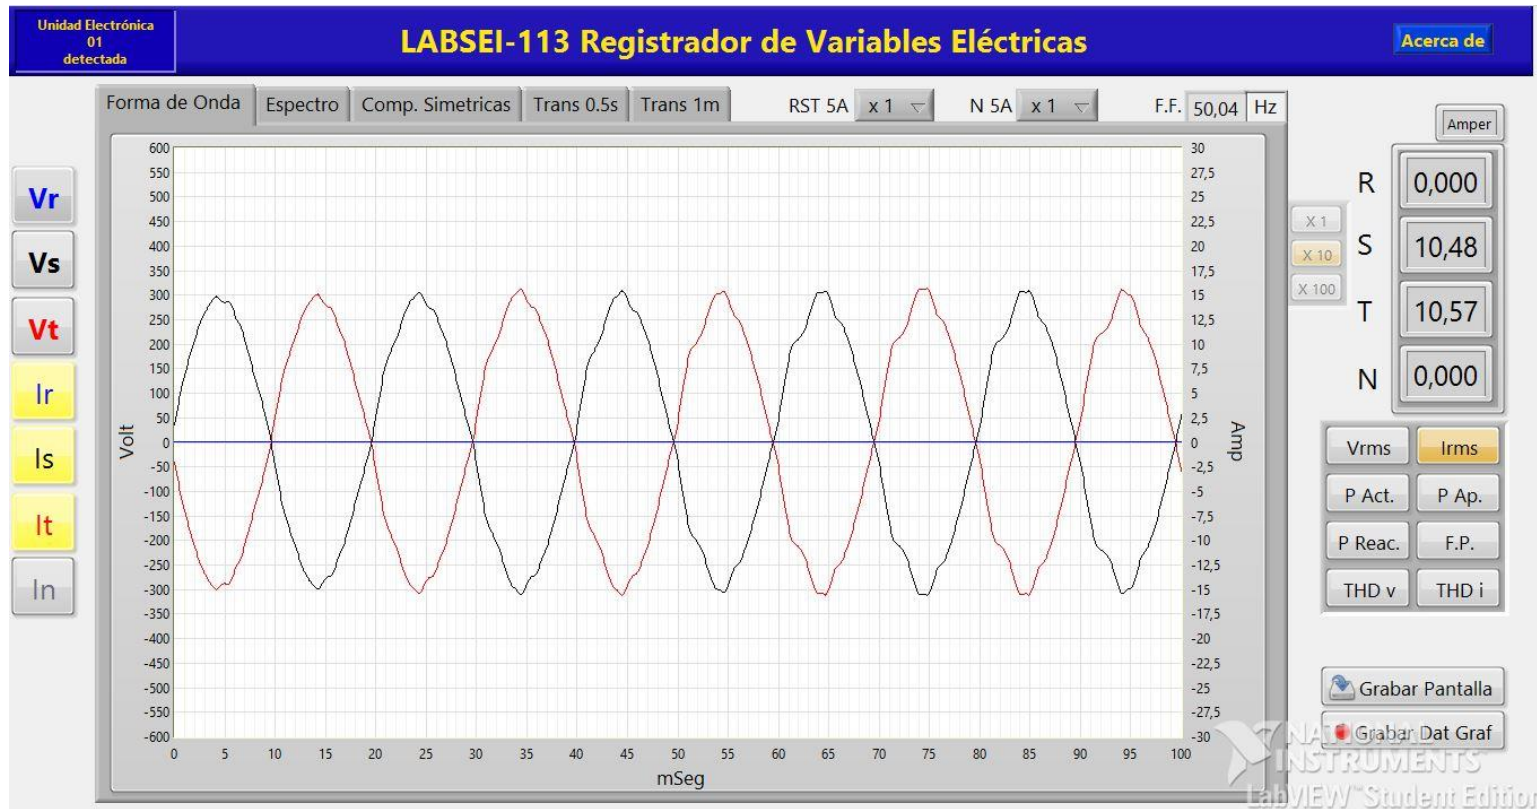 Unidad Electrónica
01
detectada
LABSEI-113 Registrador de Variables Eléctricas
Acerca de
Forma de Onda
Espectro
Comp. Simetricas
Trans 0.5s
Trans 1m
RST 5A
x 1
N 5A
x 1
F.F.
50,04
Hz
Amper
Vr
Vs
Vt
Ir
Is
It
In
Volt
600
550
500
450
400
350
300
250
200
150
100
50
0
-50
-100
-150
-200
-250
-300
-350
-400
-450
-500
-550
-600
30
27,5
25
22,5
20
17,5
15
12,5
10
7,5
5
2,5
0
-2,5
-5
-7,5
-10
-12,5
-15
-17,5
-20
-22,5
-25
-27,5
-30
Amp
0 5 10 15 20 25 30 35 40 45 50 55 60 65 70 75 80 85 90 95 100
mSeg
X 1
X 10
X 100
R 0,000
S 10,48
T 10,57
N 0,000
Vrms Irms
P Act. P Ap.
P Reac. F.P.
THD v THD i
Grabar Pantalla
Grabar Dat Graf
NATIONAL
INSTRUMENTS
LabVIEW™ Student Edition